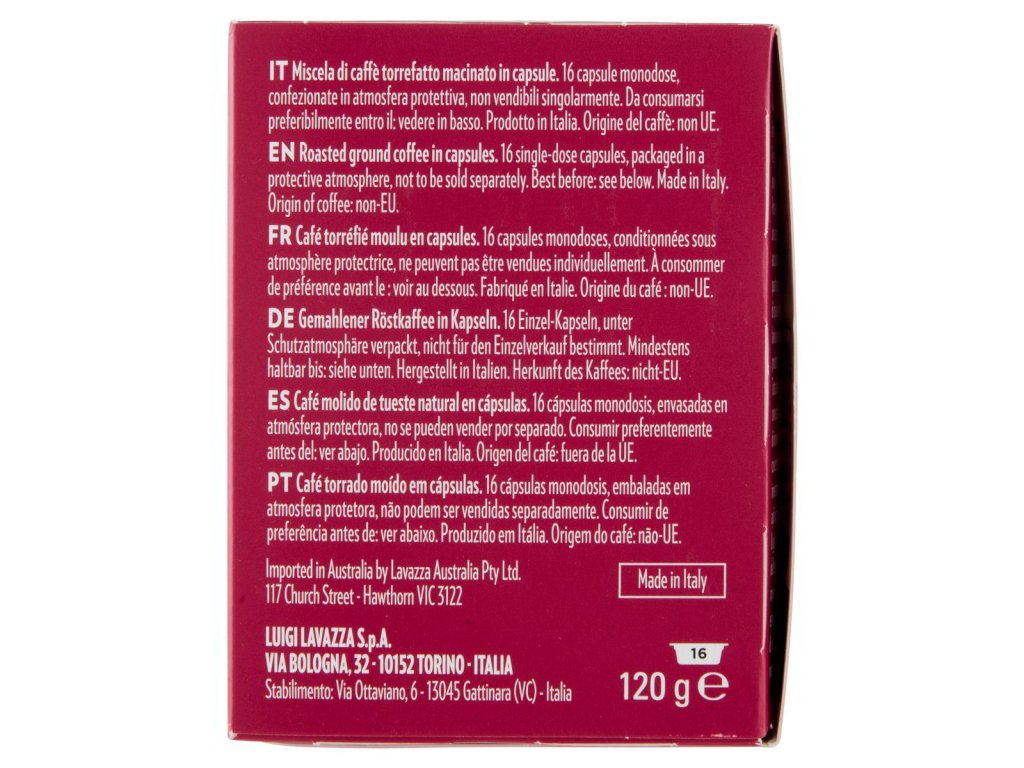 IT Miscela di caffè torrefatto macinato in capsule. 16 capsule monodose,
confezionate in atmosfera protettiva, non vendibili singolarmente. Da consumarsi
preferibilmente entro il: vedere in basso. Prodotto in Italia. Origine del caffè: non UE.
EN Roasted ground coffee in capsules. 16 single-dose capsules, packaged in a
protective atmosphere, not to be sold separately. Best before: see below. Made in Italy.
Origin of coffee: non-EU.
FR Café torréfié moulu en capsules. 16 capsules monodoses, conditionnées sous
atmosphère protectrice, ne peuvent pas être vendues individuellement. À consommer
de préférence avant le : voir au dessous. Fabriqué en Italie. Origine du café : non-UE.
DE Gemahlener Röstkaffee in Kapseln. 16 Einzel-Kapseln, unter
Schutzatmosphäre verpackt, nicht für den Einzelverkauf bestimmt. Mindestens
haltbar bis: siehe unten. Hergestellt in Italien. Herkunft des Kaffees: nicht-EU.
ES Café molido de tueste natural en cápsulas. 16 cápsulas monodosis, envasadas en
atmósfera protectora, no se pueden vender por separado. Consumir preferentemente
antes del: ver abajo. Producido en Italia. Origen del café: fuera de la UE.
PT Café torrado moído em cápsulas. 16 cápsulas monodosis, embaladas em
atmosfera protetora, não podem ser vendidas separadamente. Consumir de
preferência antes de: ver abaixo. Produzido em Itália. Origem do café: não-UE.
Imported in Australia by Lavazza Australia Pty Ltd.
117 Church Street - Hawthorn VIC 3122
Made in Italy
LUIGI LAVAZZA S.p.A.
VIA BOLOGNA, 32 - 10152 TORINO - ITALIA
Stabilimento: Via Ottaviano, 6 - 13045 Gattinara (VC) - Italia
16
120 g ℮